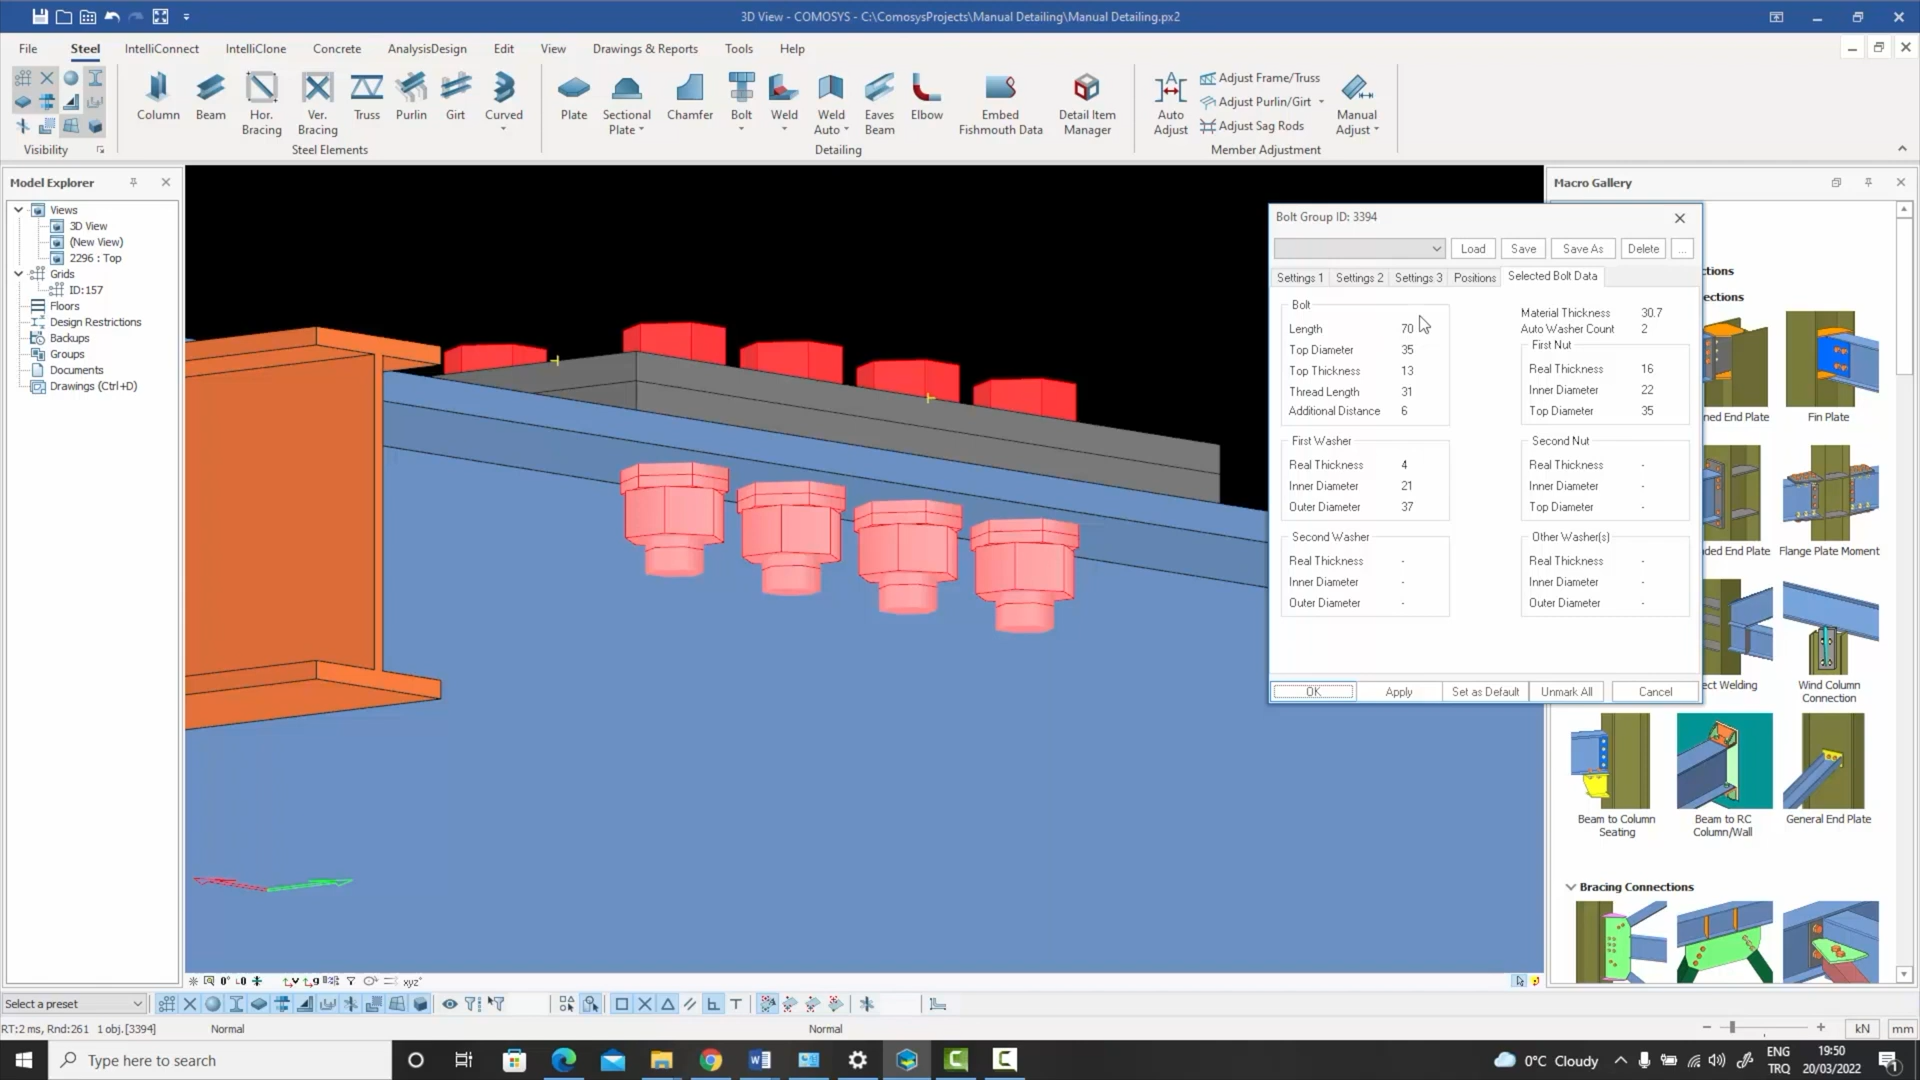 3D View - COMOSYS - C:\ComosysProjects\Manual Detailing\Manual Detailing.px2
File Steel IntelliConnect IntelliClone Concrete AnalysisDesign Edit View Drawings & Reports Tools Help
Column Beam Hor. Bracing Ver. Bracing Truss Purlin Girt Curved
Plate Sectional Plate Chamfer Bolt Weld Weld Auto Eaves Beam Elbow Embed Fishmouth Data Detail Item Manager
Auto Adjust
Adjust Frame/Truss
Adjust Purlin/Girt
Adjust Sag Rods
Manual Adjust
Visibility Steel Elements Detailing Member Adjustment
Model Explorer
Views
3D View
(New View)
2296 : Top
Grids
ID:157
Floors
Design Restrictions
Backups
Groups
Documents
Drawings (Ctrl+D)
Bolt Group ID: 3394
Load Save Save As Delete ...
Settings 1 Settings 2 Settings 3 Positions Selected Bolt Data
Bolt
Length 70
Top Diameter 35
Top Thickness 13
Thread Length 31
Additional Distance 6
First Washer
Real Thickness 4
Inner Diameter 21
Outer Diameter 37
Second Washer
Real Thickness -
Inner Diameter -
Outer Diameter -
Material Thickness 30.7
Auto Washer Count 2
First Nut
Real Thickness 16
Inner Diameter 22
Top Diameter 35
Second Nut
Real Thickness -
Inner Diameter -
Top Diameter -
Other Washer(s)
Real Thickness -
Inner Diameter -
Outer Diameter -
OK Apply Set as Default Unmark All Cancel
Macro Gallery
ctions
ections
ned End Plate Fin Plate
ded End Plate Flange Plate Moment
ect Welding Wind Column Connection
Beam to Column Seating Beam to RC Column/Wall General End Plate
Bracing Connections
xyz
Select a preset
RT:2 ms, Rnd:261 1 obj.[3394] Normal Normal kN mm
Type here to search
0°C Cloudy
ENG
TRQ
19:50
20/03/2022
1